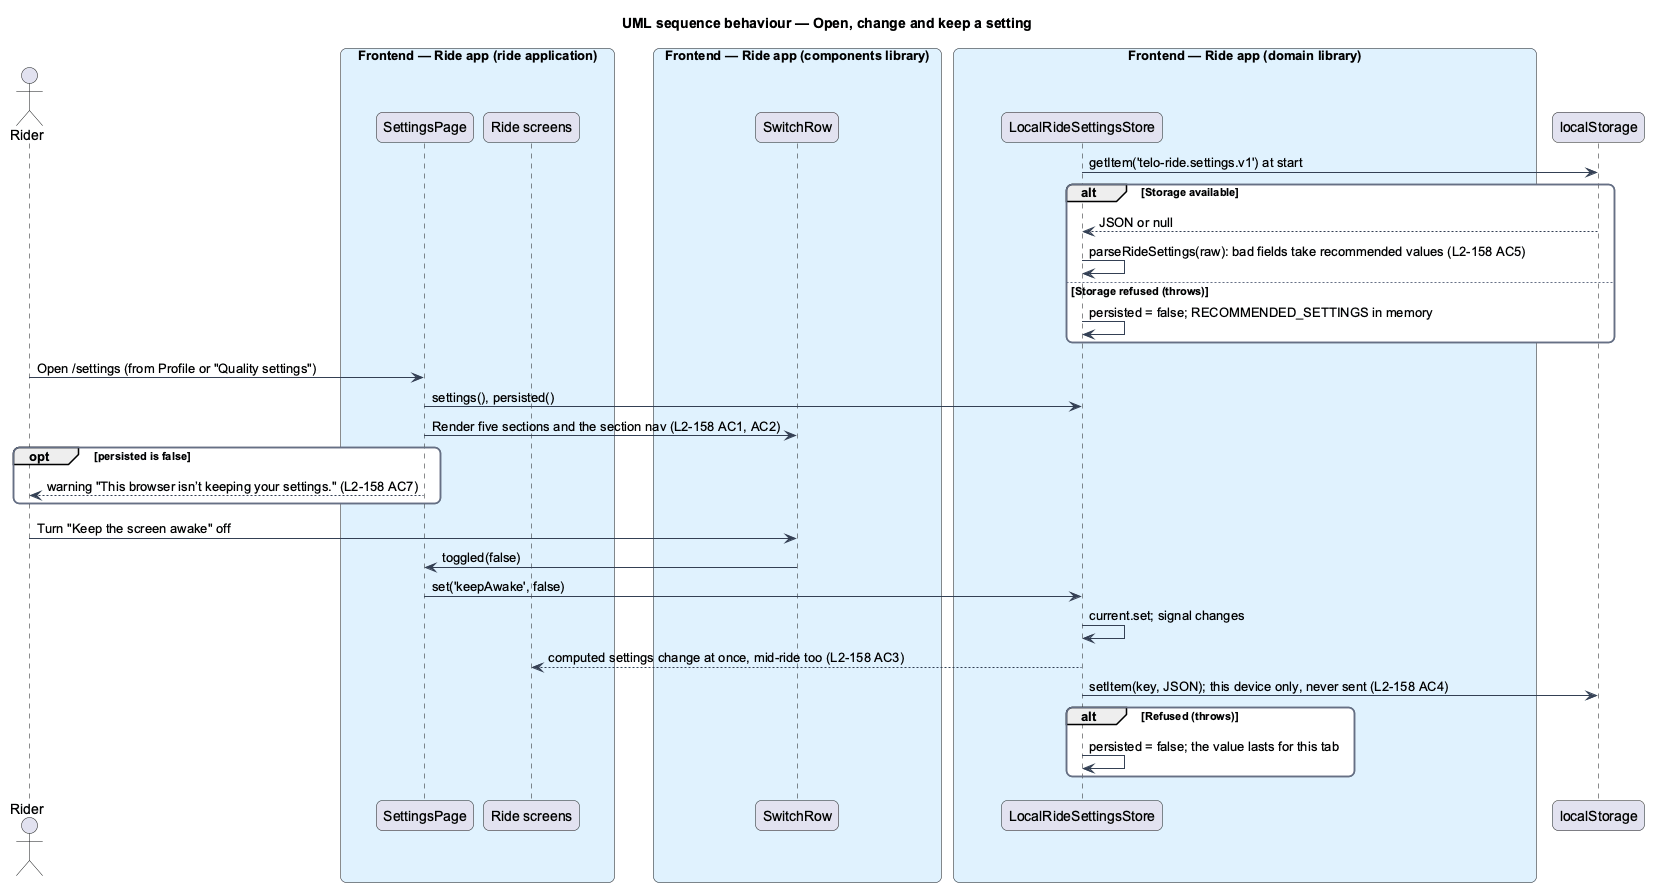 UML sequence behaviour — Open, change and keep a setting
Frontend — Ride app (ride application)
Frontend — Ride app (components library)
Frontend — Ride app (domain library)
Rider
SettingsPage
Ride screens
SwitchRow
LocalRideSettingsStore
localStorage
getItem('telo-ride.settings.v1') at start
alt
[Storage available]
JSON or null
parseRideSettings(raw): bad fields take recommended values (L2-158 AC5)
[Storage refused (throws)]
persisted = false; RECOMMENDED_SETTINGS in memory
Open /settings (from Profile or "Quality settings")
settings(), persisted()
Render five sections and the section nav (L2-158 AC1, AC2)
opt
[persisted is false]
warning "This browser isn't keeping your settings." (L2-158 AC7)
Turn "Keep the screen awake" off
toggled(false)
set('keepAwake', false)
current.set; signal changes
computed settings change at once, mid-ride too (L2-158 AC3)
setItem(key, JSON); this device only, never sent (L2-158 AC4)
alt
[Refused (throws)]
persisted = false; the value lasts for this tab
Rider
SettingsPage
Ride screens
SwitchRow
LocalRideSettingsStore
localStorage